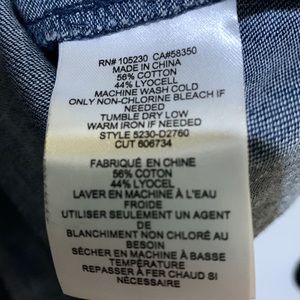 RN# 105230 CA#58350
MADE IN CHINA
56% COTTON
44% LYOCELL
MACHINE WASH COLD
ONLY NON-CHLORINE BLEACH IF
NEEDED
TUMBLE DRY LOW
WARM IRON IF NEEDED
STYLE 5230-D2760
CUT 606734
FABRIQUÉ EN CHINE
56% COTON
44% LYOCEL
LAVER EN MACHINE À L'EAU
FROIDE
UTILISER SEULEMENT UN AGENT
DE
BLANCHIMENT NON CHLORÉ AU
BESOIN
SÉCHER EN MACHINE À BASSE
TEMPÉRATURE
REPASSER À FER CHAUD SI
NÉCESSAIRE